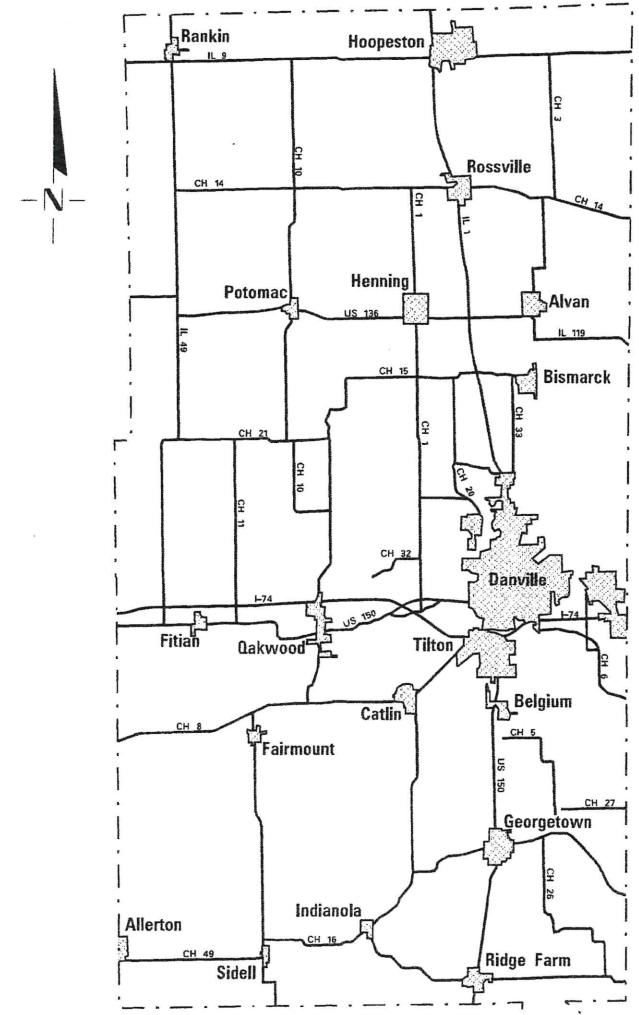 Rankin
Hoopeston
IL 9
CH 3
CH 10
Rossville
CH 14
CH 1
IL 1
CH 14
N
Potomac
Henning
Alvan
US 136
IL 49
IL 119
CH 15
Bismarck
CH 33
CH 21
CH 1
CH 10
CH 20
CH 11
CH 32
Danville
I-74
US 150
I-74
Fitian
Oakwood
Tilton
CH 6
Catlin
Belgium
CH 8
CH 5
Fairmount
US 150
CH 27
Georgetown
CH 26
Allerton
Indianola
CH 16
CH 49
Sidell
Ridge Farm